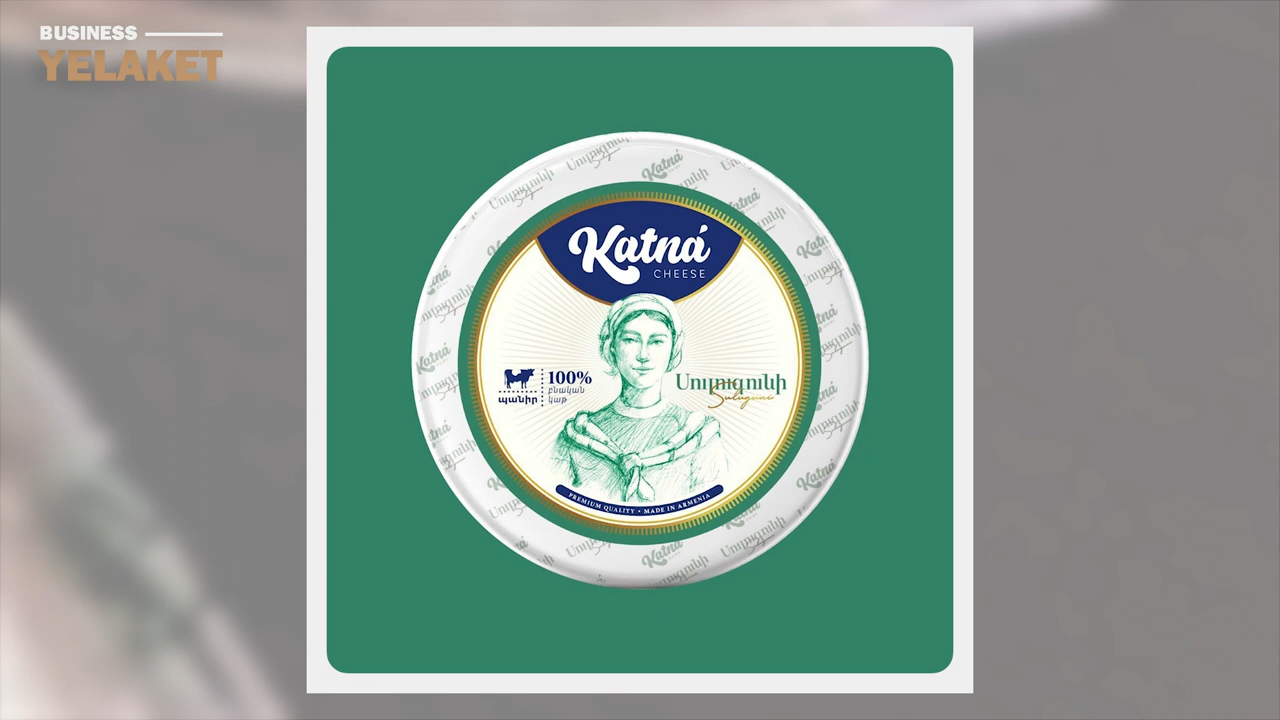 BUSINESS
YELAKET
Katná
CHEESE
100%
բնական
կաթ
պանիր
Սուլուգունի
Suluguni
PREMIUM QUALITY • MADE IN ARMENIA